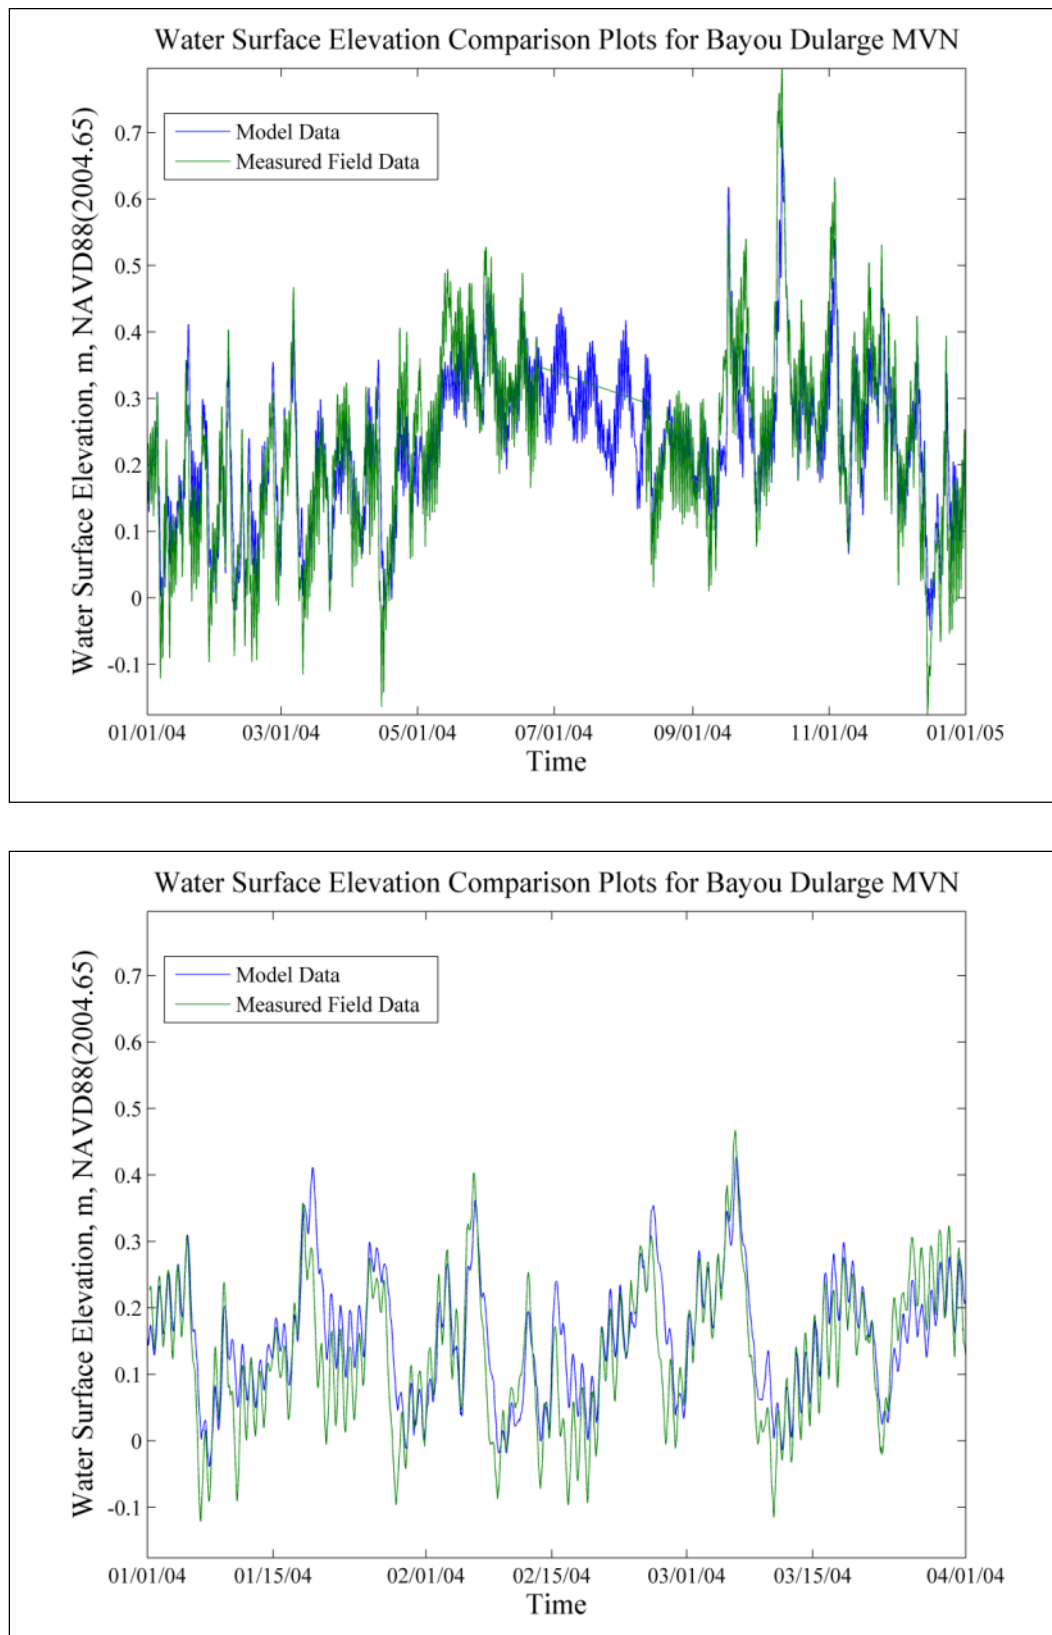 Water Surface Elevation Comparison Plots for Bayou Dularge MVN
Water Surface Elevation, m, NAVD88(2004.65)
Model Data
Measured Field Data
0.7
0.6
0.5
0.4
0.3
0.2
0.1
0
-0.1
01/01/04 03/01/04 05/01/04 07/01/04 09/01/04 11/01/04 01/01/05
Time
Water Surface Elevation Comparison Plots for Bayou Dularge MVN
Water Surface Elevation, m, NAVD88(2004.65)
Model Data
Measured Field Data
0.7
0.6
0.5
0.4
0.3
0.2
0.1
0
-0.1
01/01/04 01/15/04 02/01/04 02/15/04 03/01/04 03/15/04 04/01/04
Time